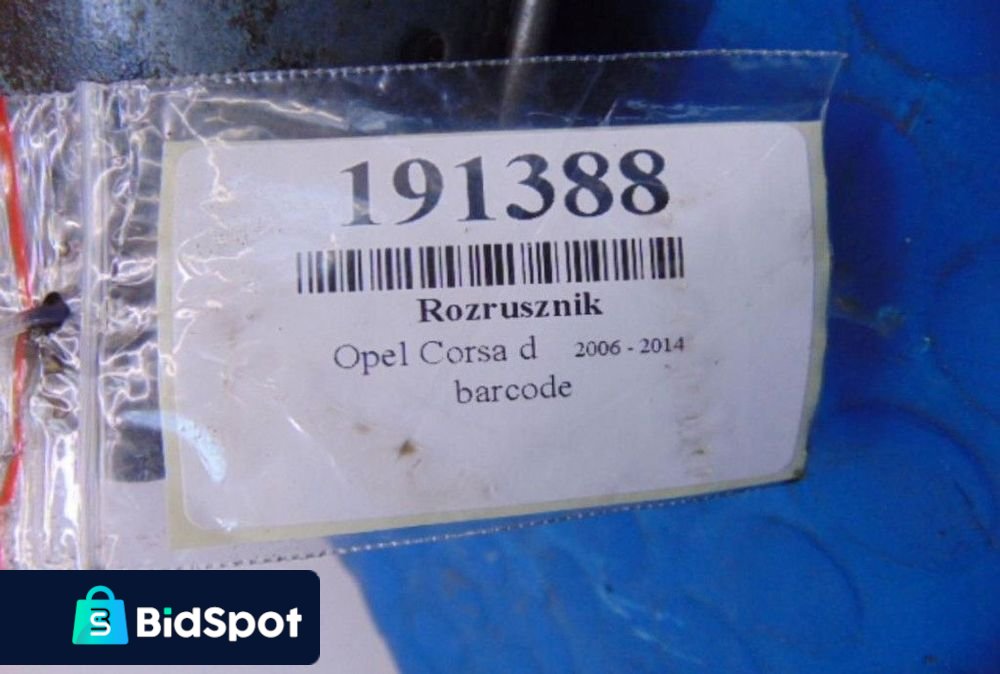 191388
Rozrusznik
Opel Corsa d 2006 - 2014
barcode
BidSpot